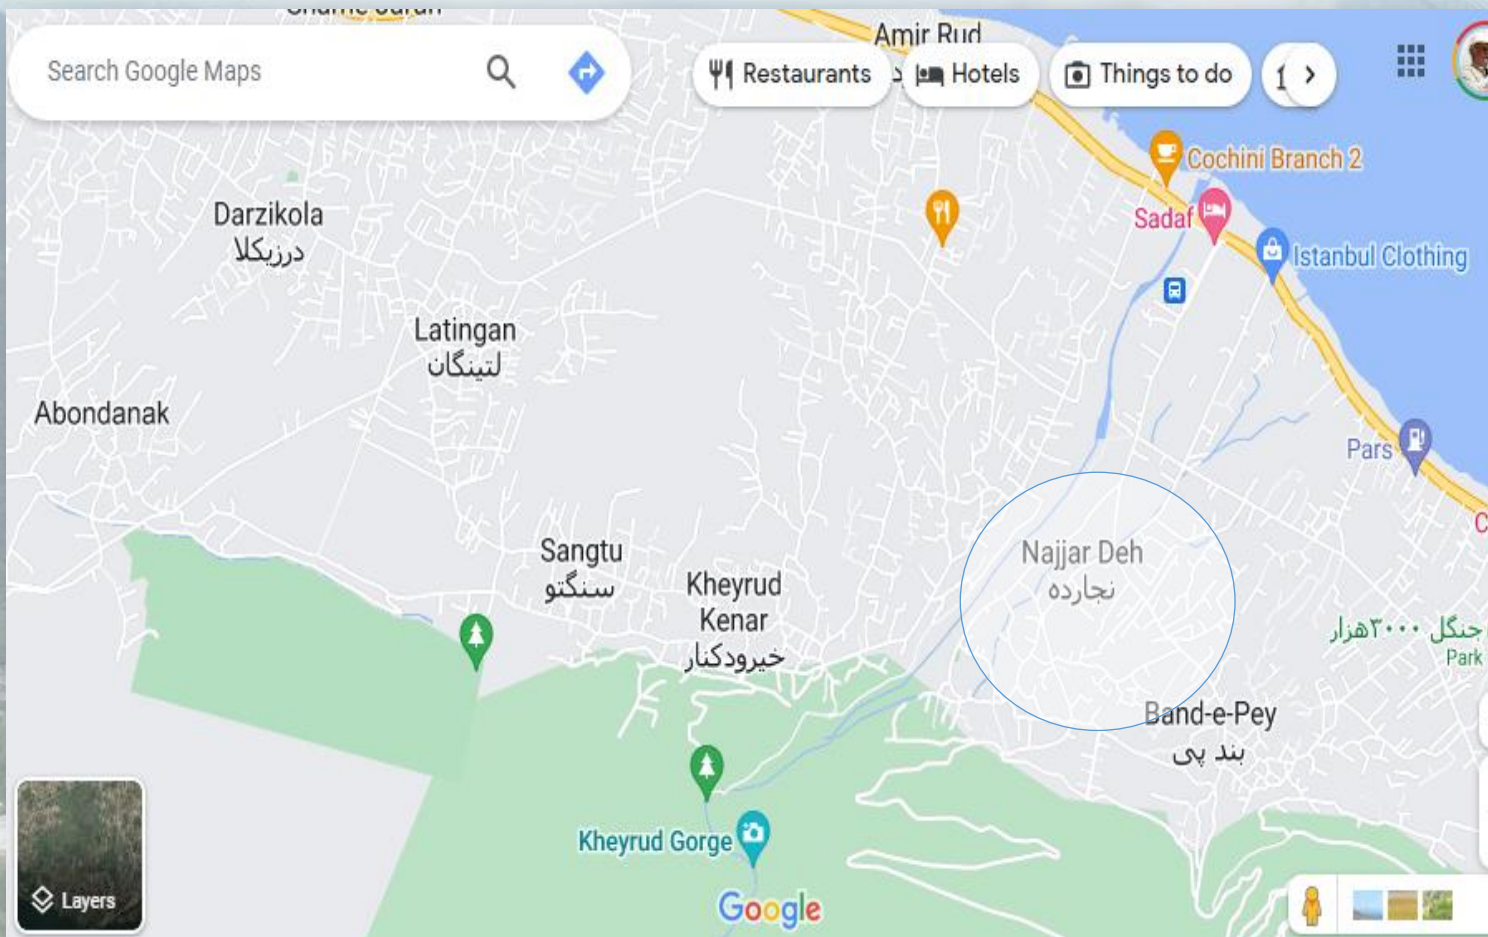 Amir Rud
Search Google Maps
Restaurants
Hotels
Things to do
Cochini Branch 2
Sadaf
Istanbul Clothing
Darzikola
درزیکلا
Latingan
لتینگان
Abondanak
Pars
Sangtu
سنگتو
Kheyrud
Kenar
خیرودکنار
Najjar Deh
نجارده
جنگل ۳۰۰۰هزار
Park
Band-e-Pey
بند پی
Kheyrud Gorge
Layers
Google